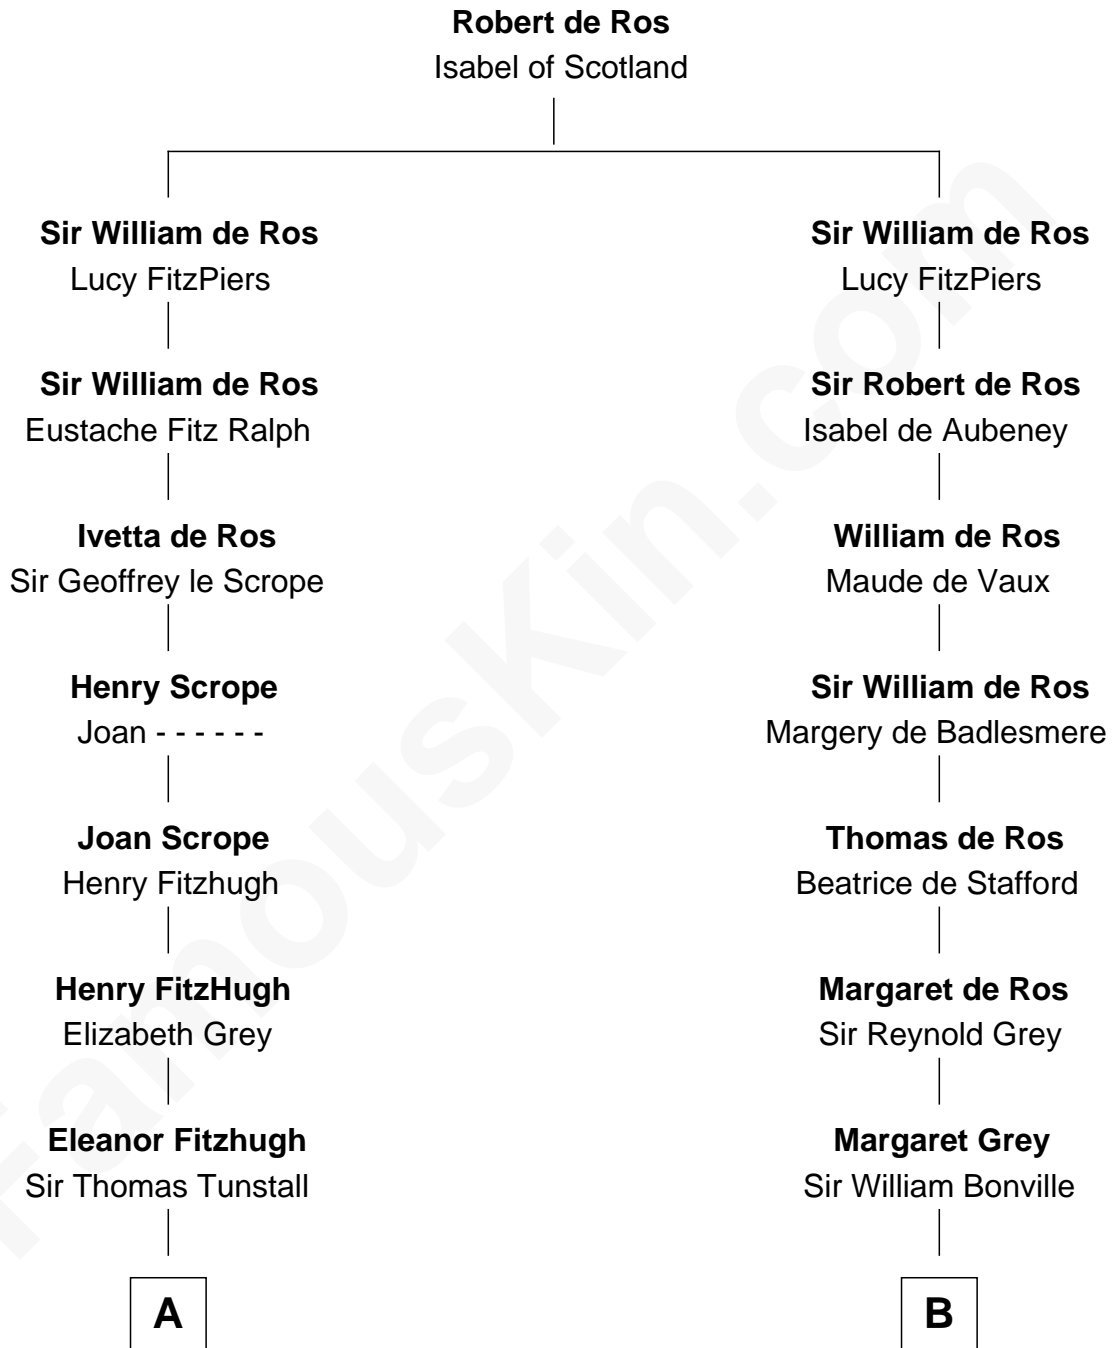 Robert de Ros
Isabel of Scotland
Sir William de Ros
Lucy FitzPiers
Sir William de Ros
Lucy FitzPiers
Sir William de Ros
Eustache Fitz Ralph
Sir Robert de Ros
Isabel de Aubeney
Ivetta de Ros
Sir Geoffrey le Scrope
William de Ros
Maude de Vaux
Henry Scrope
Joan - - - - - -
Sir William de Ros
Margery de Badlesmere
Joan Scrope
Henry Fitzhugh
Thomas de Ros
Beatrice de Stafford
Henry FitzHugh
Elizabeth Grey
Margaret de Ros
Sir Reynold Grey
Eleanor Fitzhugh
Sir Thomas Tunstall
Margaret Grey
Sir William Bonville
A
B
FamousKin.com